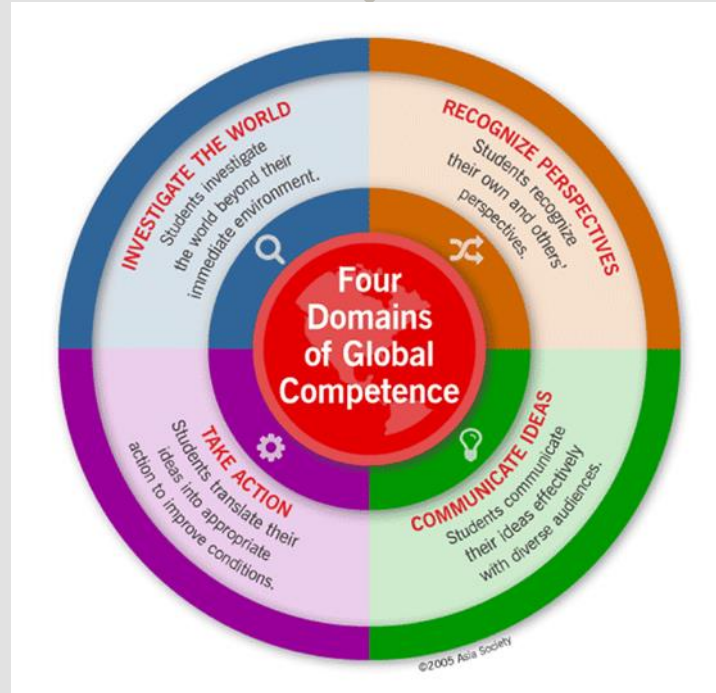 Four
Domains
of Global
Competence
INVESTIGATE THE WORLD
Students investigate
the world beyond their
immediate environment.
RECOGNIZE PERSPECTIVES
Students recognize
their own and others'
perspectives.
TAKE ACTION
Students translate their
ideas into appropriate
action to improve conditions.
COMMUNICATE IDEAS
Students communicate
their ideas effectively
with diverse audiences.
©2005 Asia Society